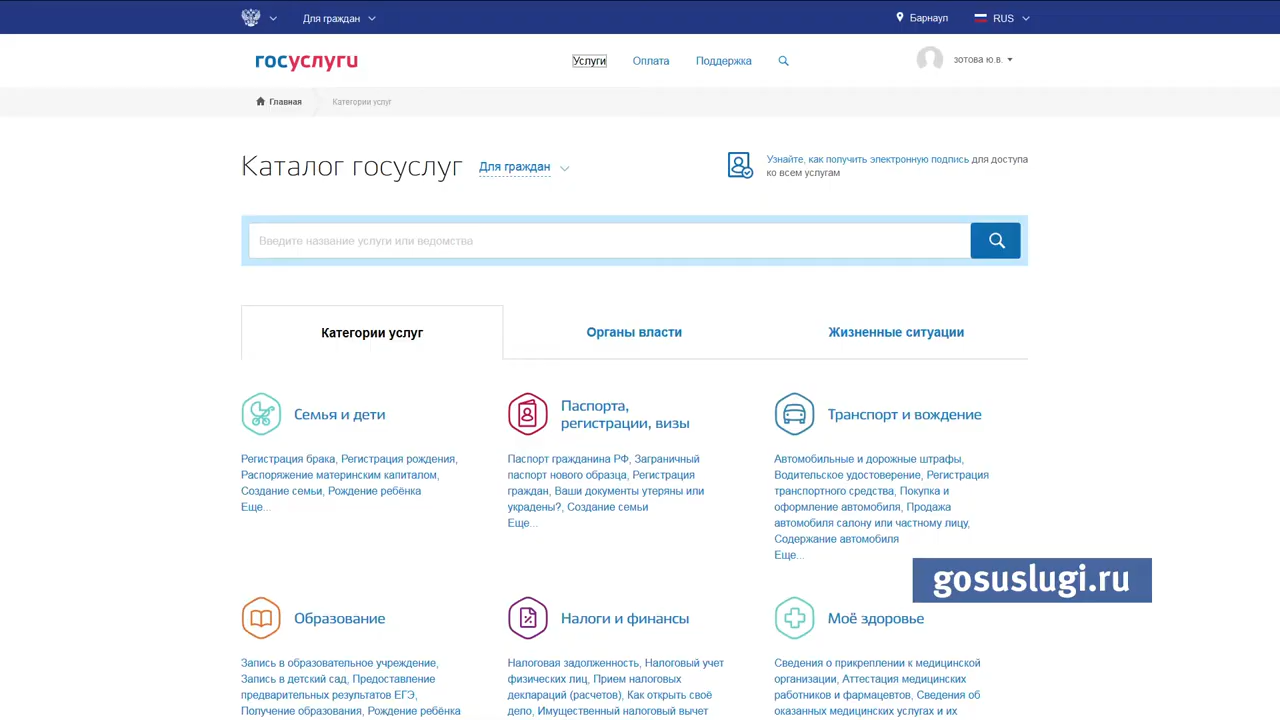 Для граждан
Барнаул
RUS
госуслуги
Услуги
Оплата
Поддержка
зотова ю.в.
Главная
Категории услуг
Каталог госуслуг
Для граждан
Узнайте, как получить электронную подпись для доступа
ко всем услугам
Введите название услуги или ведомства
Категории услуг
Органы власти
Жизненные ситуации
Семья и дети
Регистрация брака, Регистрация рождения,
Распоряжение материнским капиталом,
Создание семьи, Рождение ребёнка
Еще...
Паспорта,
регистрации, визы
Паспорт гражданина РФ, Заграничный
паспорт нового образца, Регистрация
граждан, Ваши документы утеряны или
украдены?, Создание семьи
Еще...
Транспорт и вождение
Автомобильные и дорожные штрафы,
Водительское удостоверение, Регистрация
транспортного средства, Покупка и
оформление автомобиля, Продажа
автомобиля салону или частному лицу,
Содержание автомобиля
Еще...
gosuslugi.ru
Образование
Запись в образовательное учреждение,
Запись в детский сад, Предоставление
предварительных результатов ЕГЭ,
Получение образования, Рождение ребёнка
Налоги и финансы
Налоговая задолженность, Налоговый учет
физических лиц, Прием налоговых
деклараций (расчетов), Как открыть своё
дело, Имущественный налоговый вычет
Моё здоровье
Сведения о прикреплении к медицинской
организации, Аттестация медицинских
работников и фармацевтов, Сведения об
оказанных медицинских услугах и их